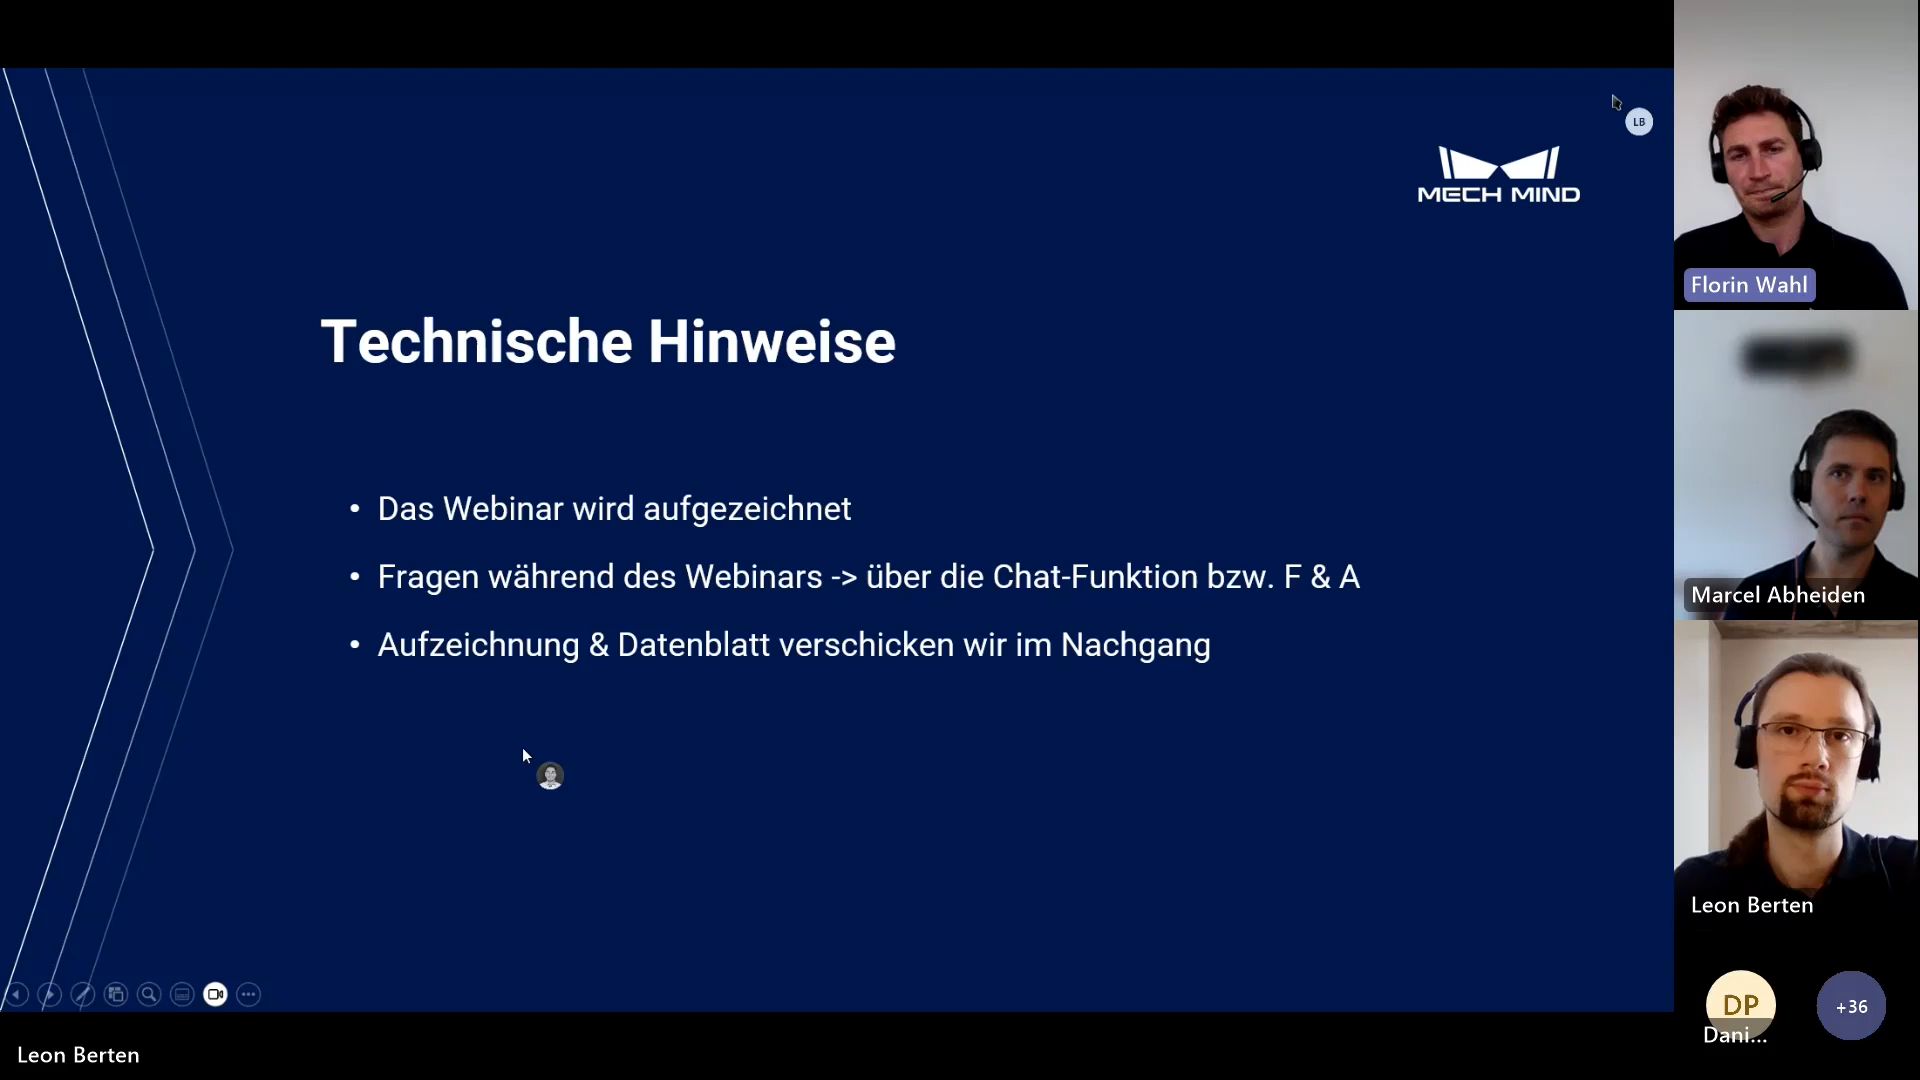 LB
MECH MIND
Technische Hinweise
• Das Webinar wird aufgezeichnet
• Fragen während des Webinars -> über die Chat-Funktion bzw. F & A
• Aufzeichnung & Datenblatt verschicken wir im Nachgang
Florin Wahl
Marcel Abheiden
Leon Berten
DP
Dani...
+36
Leon Berten